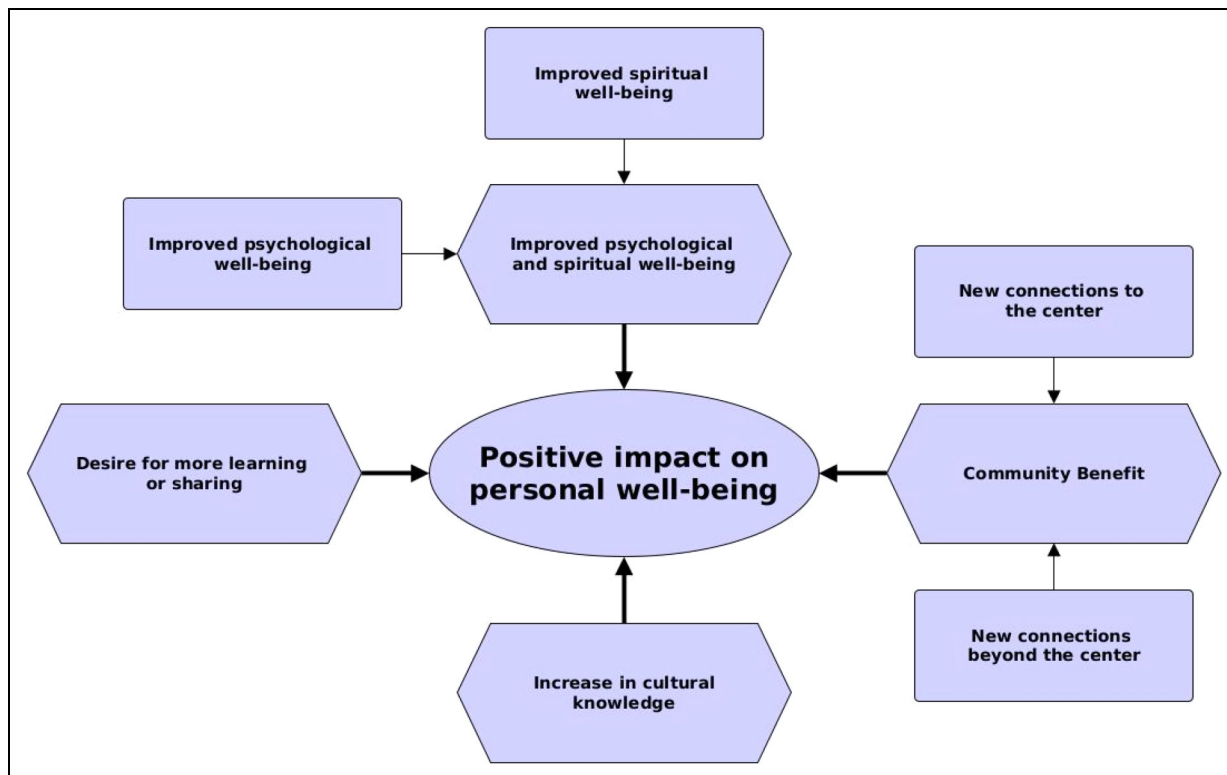 Improved spiritual
well-being
Improved psychological
well-being
Improved psychological
and spiritual well-being
New connections to
the center
Desire for more learning
or sharing
Positive impact on
personal well-being
Community Benefit
Increase in cultural
knowledge
New connections
beyond the center